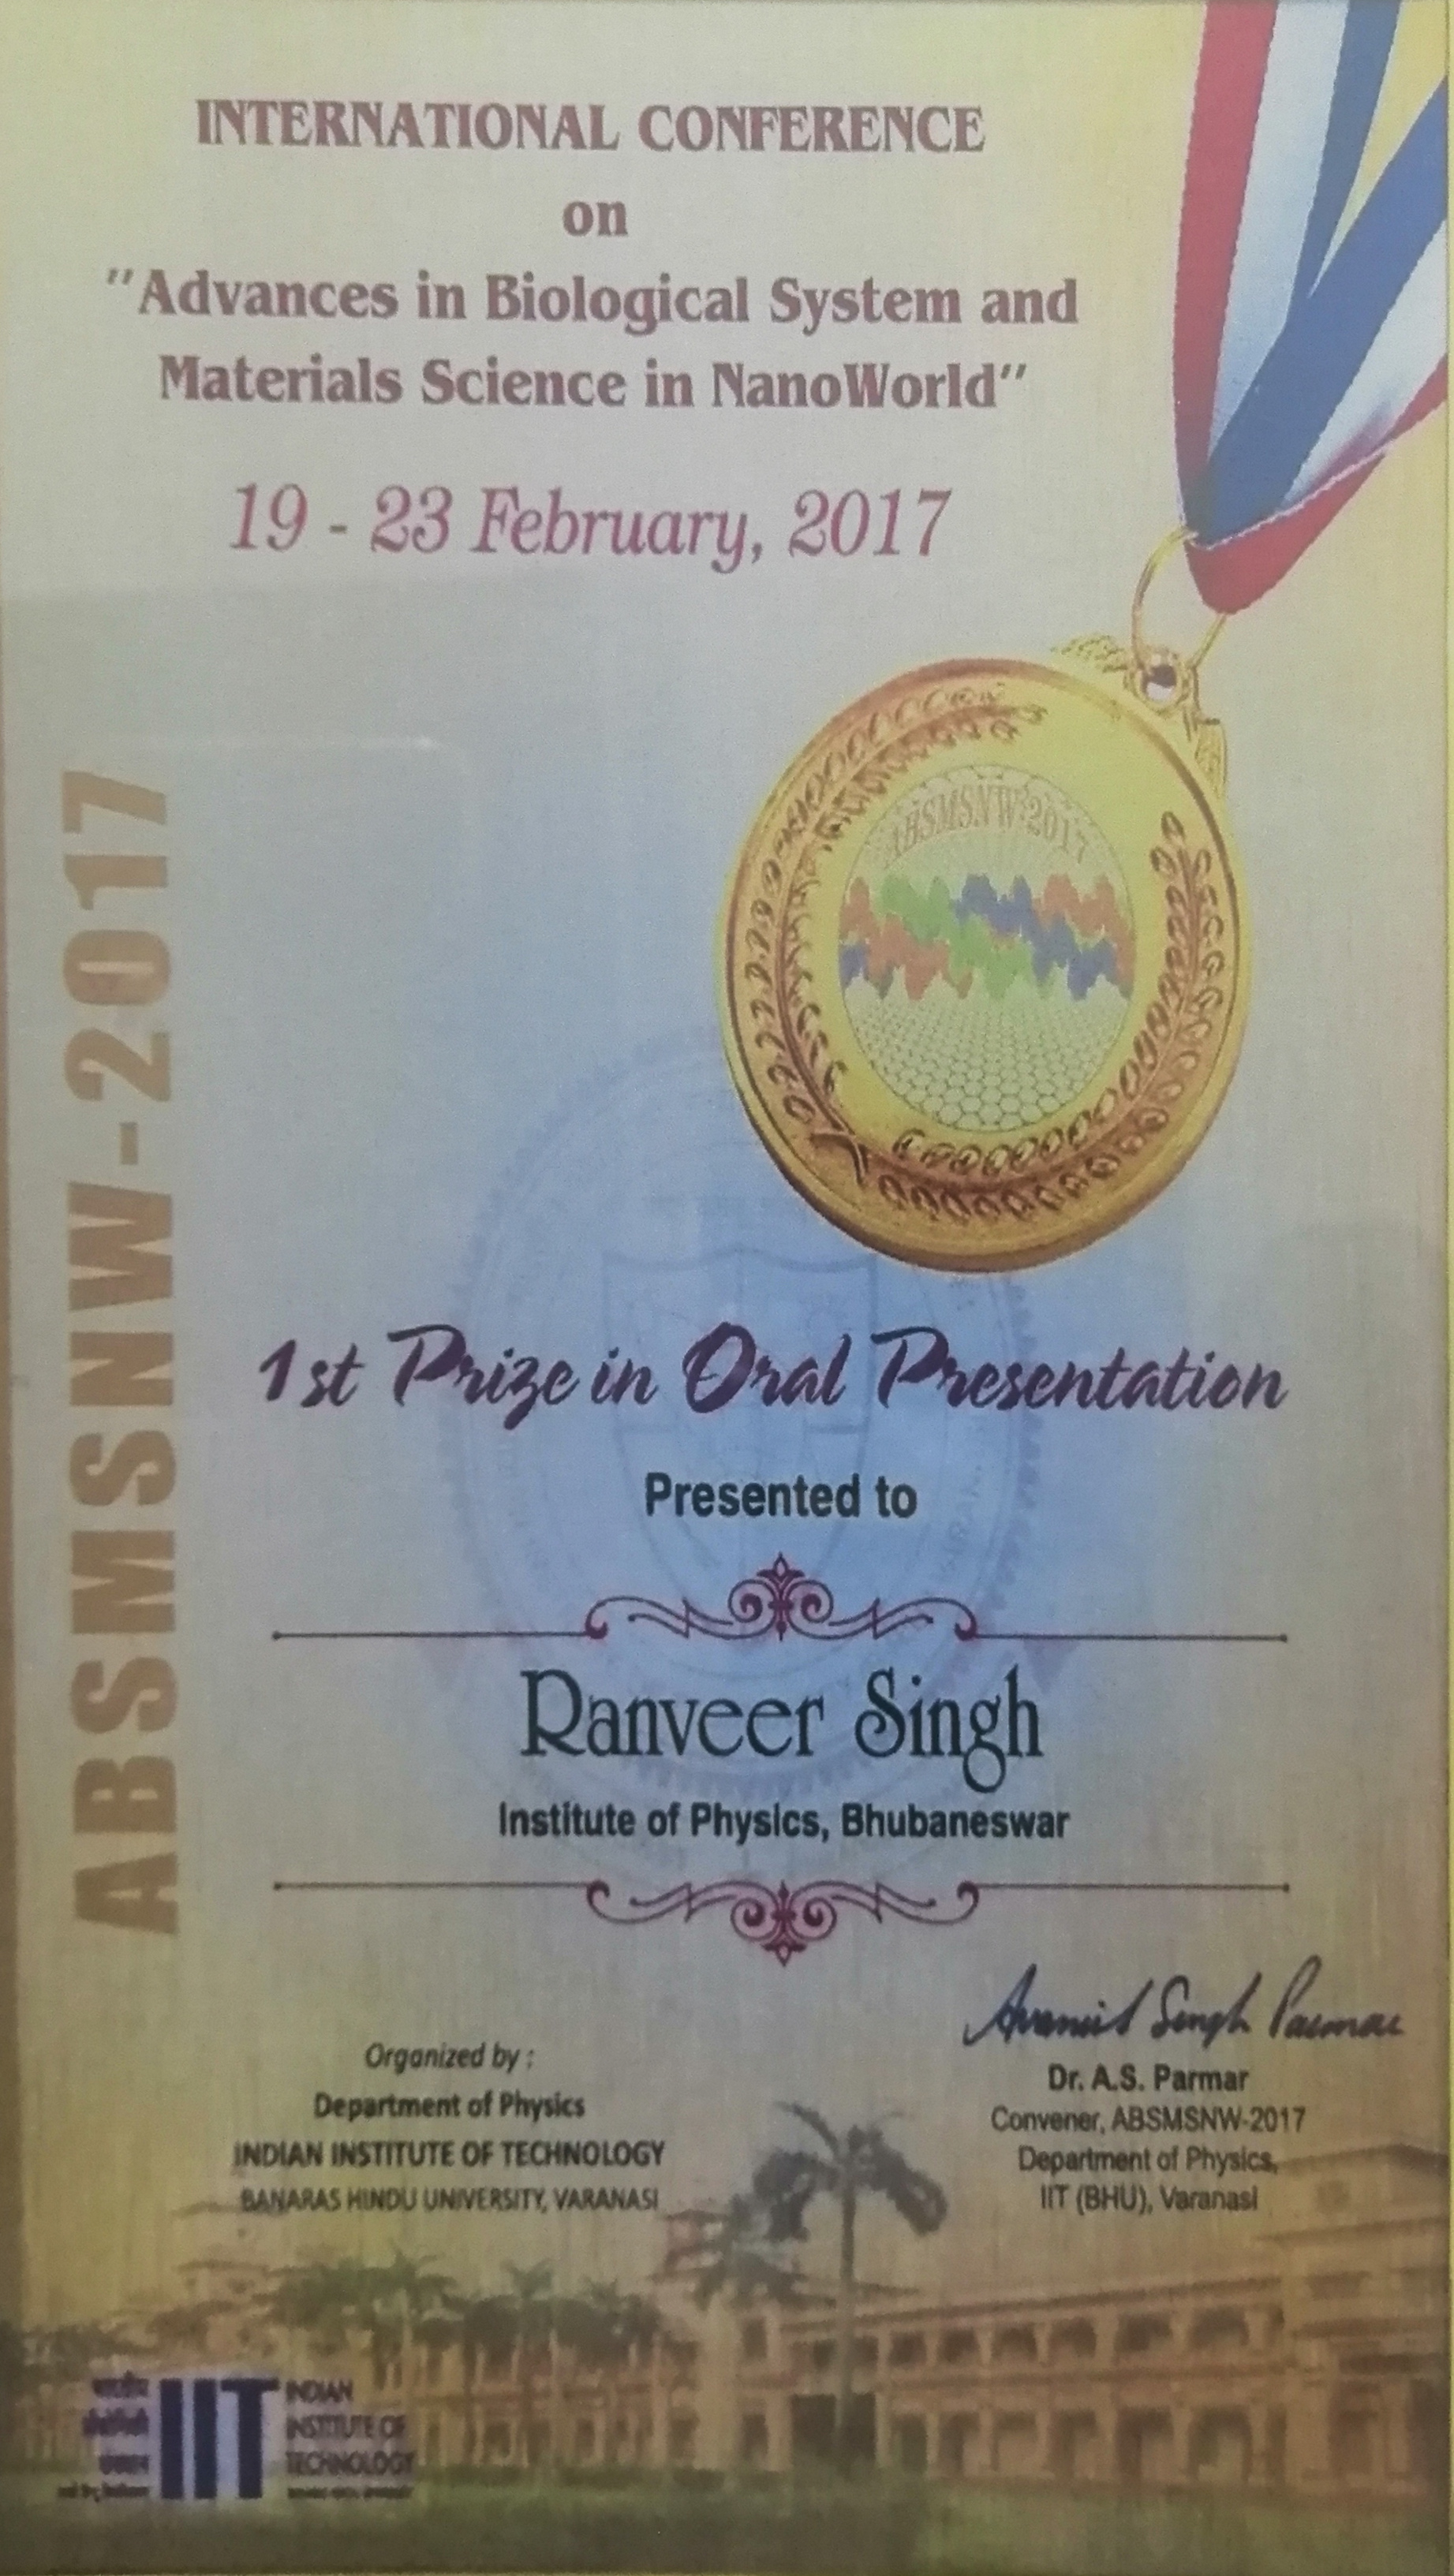 INTERNATIONAL CONFERENCE
on
"Advances in Biological System and
Materials Science in NanoWorld"
19 - 23 February, 2017
ABSMSNW-2017
ABSMSNW-2017
1st Prize in Oral Presentation
Presented to
Ranveer Singh
Institute of Physics, Bhubaneswar
Organized by :
Department of Physics
INDIAN INSTITUTE OF TECHNOLOGY
BANARAS HINDU UNIVERSITY, VARANASI
Singh Parmar
Dr. A.S. Parmar
Convener, ABSMSNW-2017
Department of Physics,
IIT (BHU), Varanasi
IIT
INDIAN
INSTITUTE OF
TECHNOLOGY